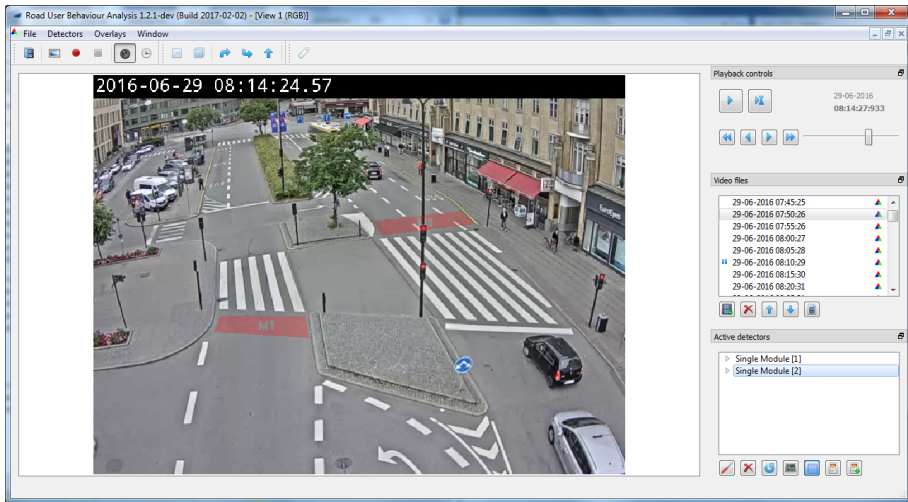 Road User Behaviour Analysis 1.2.1-dev (Build 2017-02-02) - [View 1 (RGB)]
File Detectors Overlays Window
2016-06-29 08:14:24.57
M1
Playback controls
29-06-2016
08:14:27:933
Video files
29-06-2016 07:45:25
29-06-2016 07:50:26
29-06-2016 07:55:26
29-06-2016 08:00:27
29-06-2016 08:05:28
29-06-2016 08:10:29
29-06-2016 08:15:30
29-06-2016 08:20:31
Active detectors
Single Module [1]
Single Module [2]